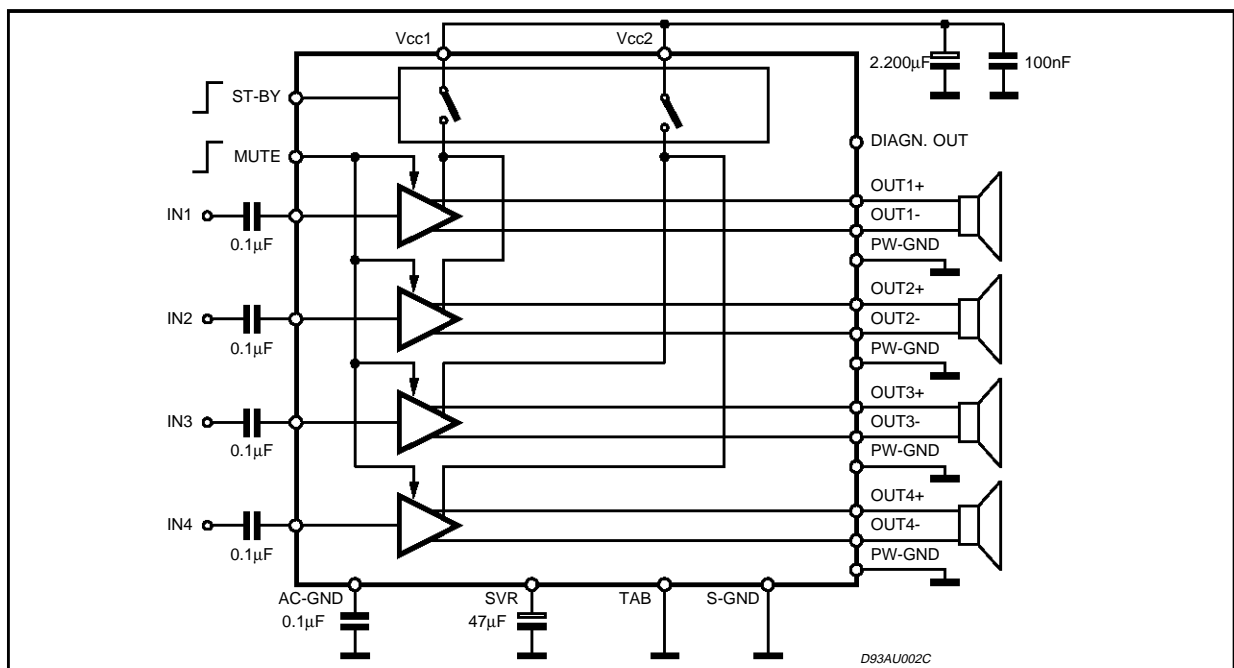 Vcc1
Vcc2
2.200µF
100nF
ST-BY
DIAGN. OUT
MUTE
OUT1+
IN1
OUT1-
0.1µF
PW-GND
OUT2+
IN2
OUT2-
0.1µF
PW-GND
OUT3+
IN3
OUT3-
0.1µF
PW-GND
OUT4+
IN4
OUT4-
0.1µF
PW-GND
AC-GND
SVR
TAB
S-GND
0.1µF
47µF
D93AU002C